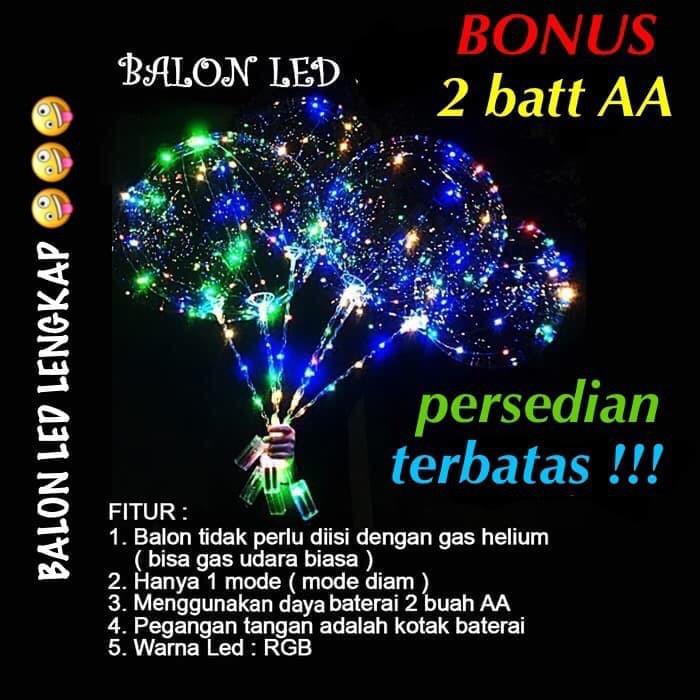 BONUS
2 batt AA
BALON LED
BALON LED LENGKAP
persedian
terbatas !!!
FITUR :
1. Balon tidak perlu diisi dengan gas helium
( bisa gas udara biasa )
2. Hanya 1 mode ( mode diam )
3. Menggunakan daya baterai 2 buah AA
4. Pegangan tangan adalah kotak baterai
5. Warna Led : RGB